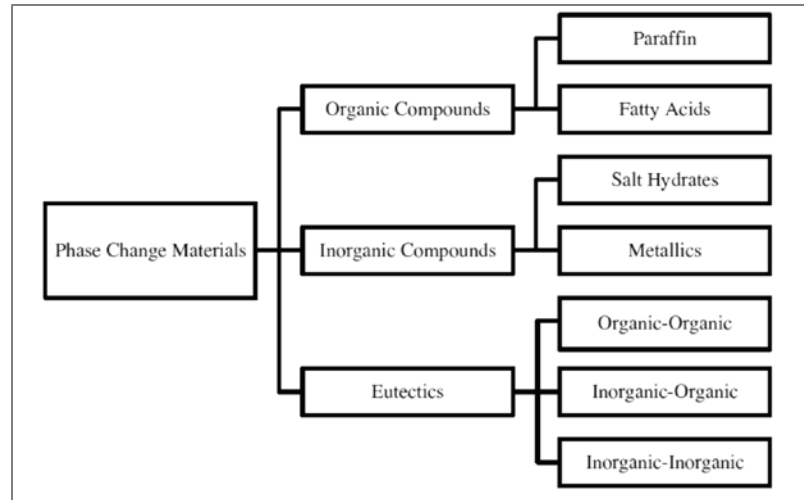 Phase Change Materials
Organic Compounds
Paraffin
Fatty Acids
Inorganic Compounds
Salt Hydrates
Metallics
Eutectics
Organic-Organic
Inorganic-Organic
Inorganic-Inorganic